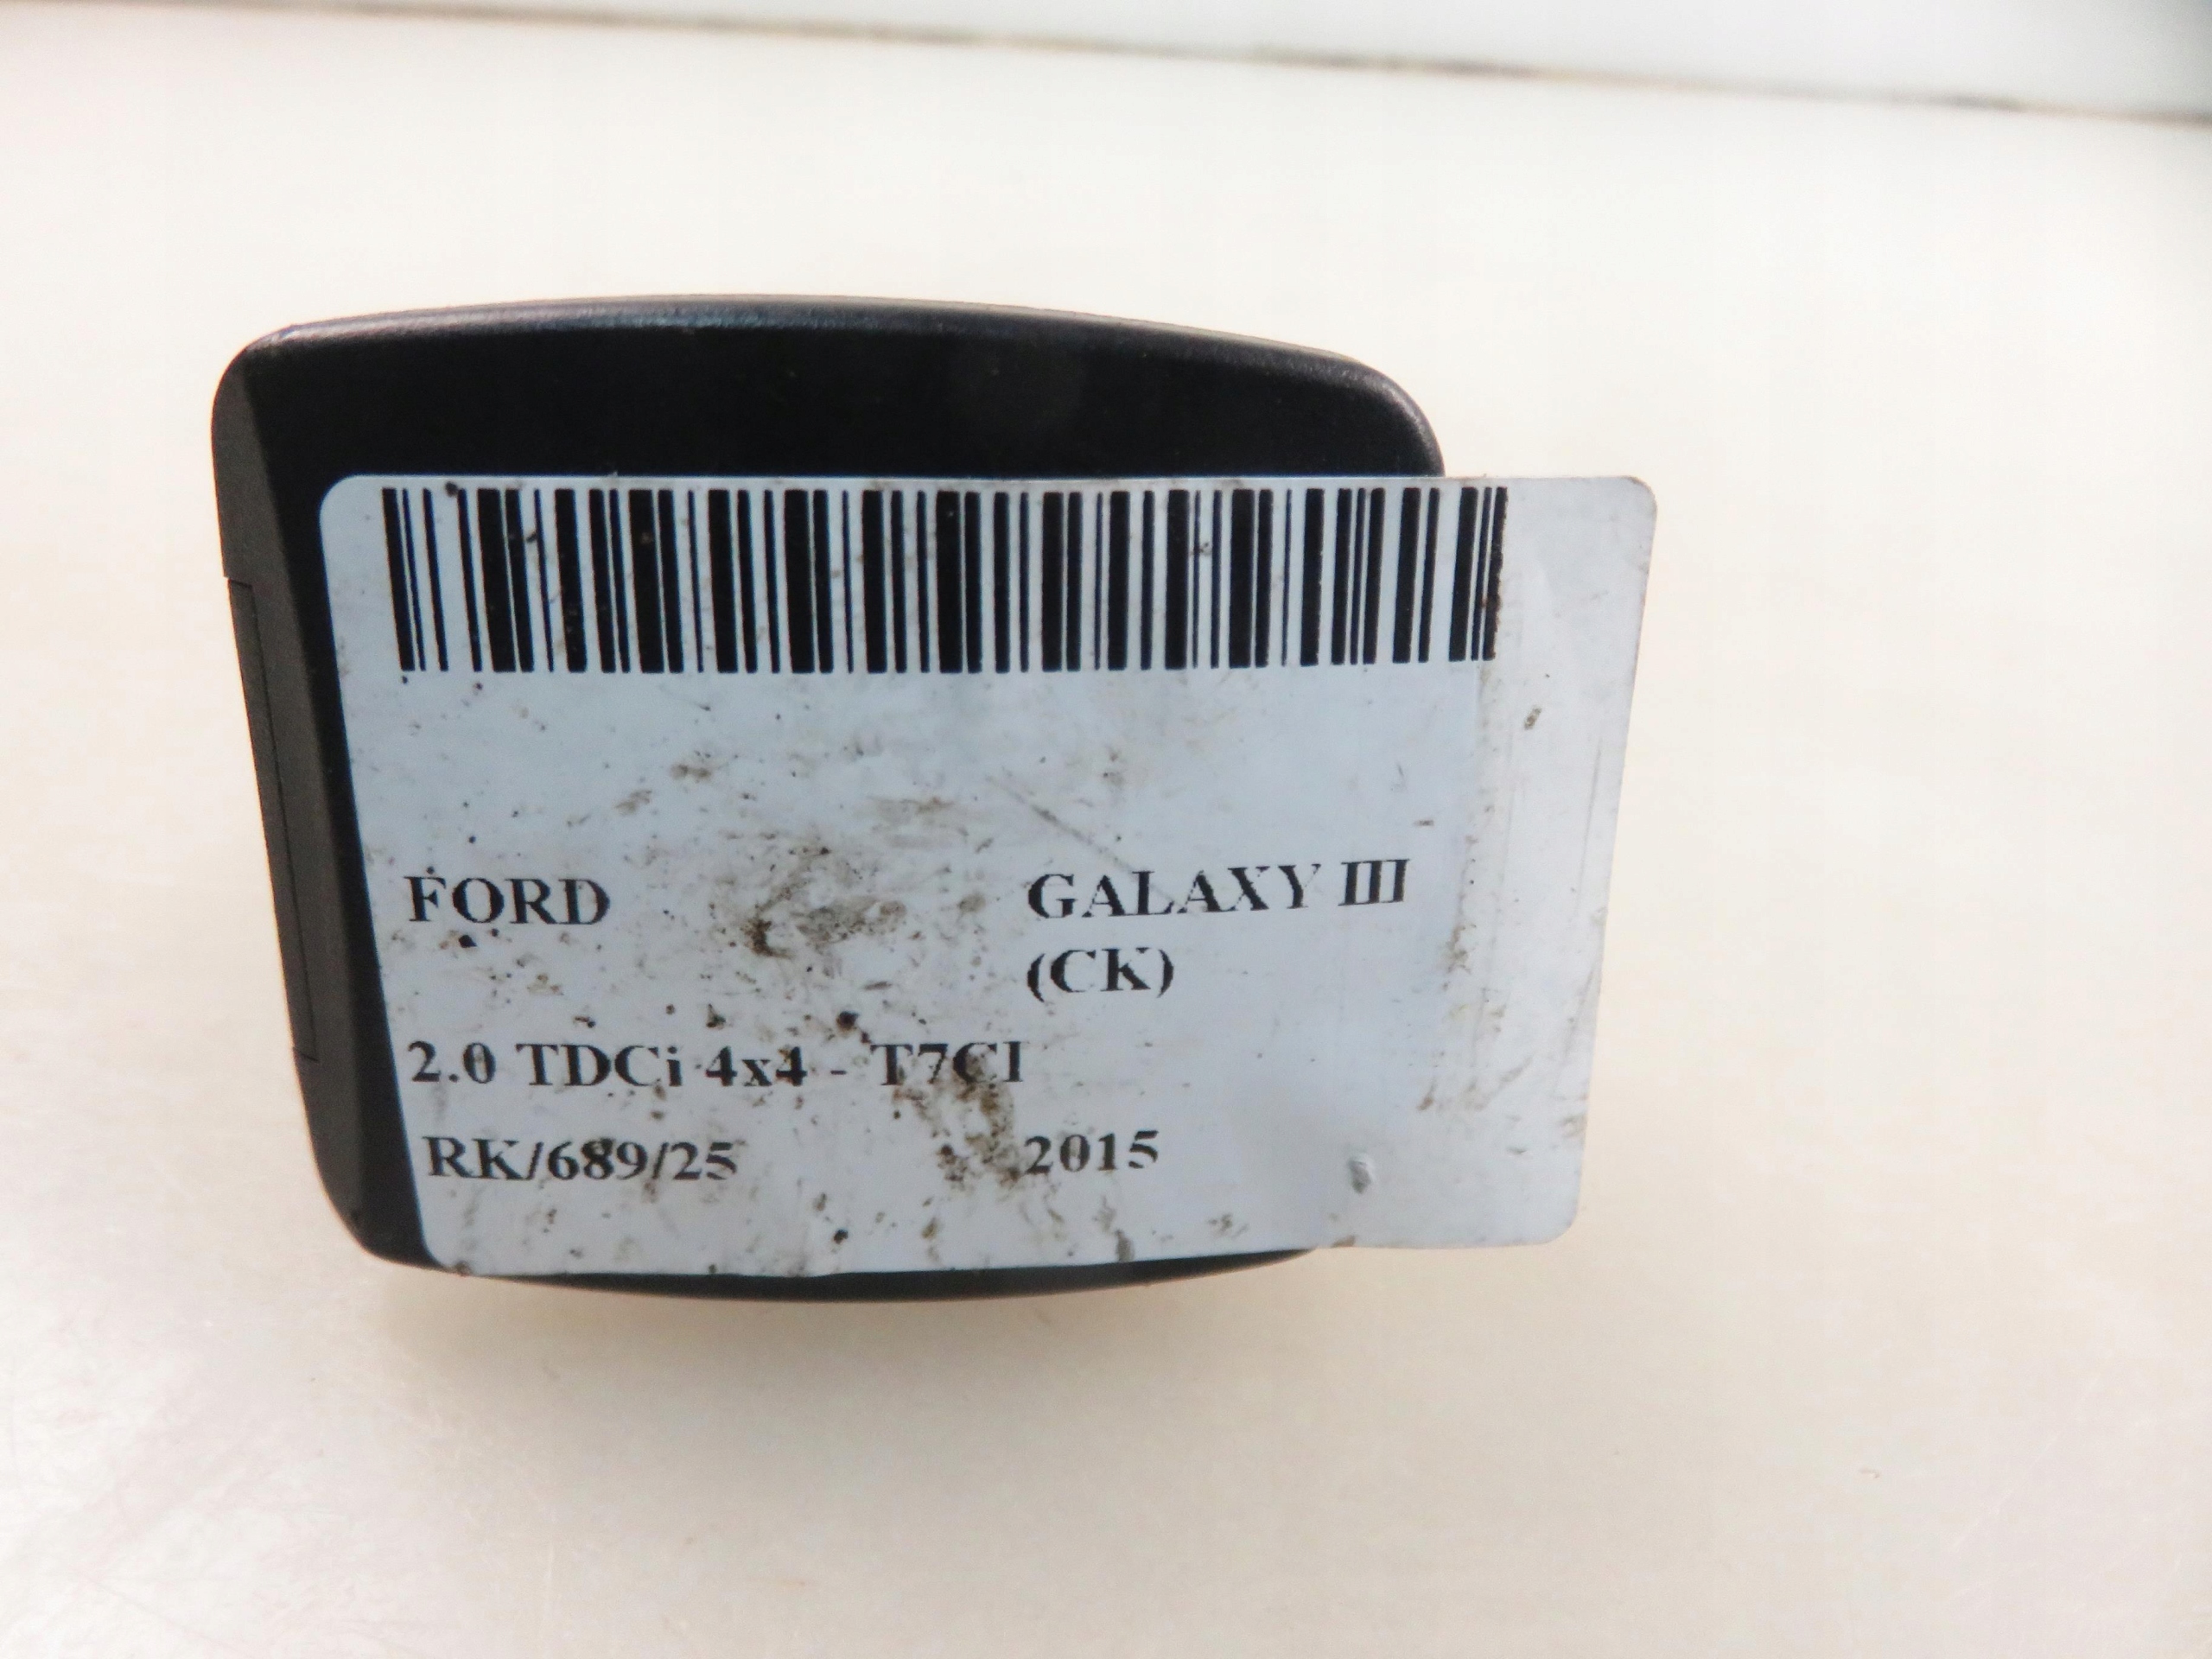 FORD GALAXY III
(CK)
2.0 TDCi 4x4 - T7CI
RK/689/25 2015